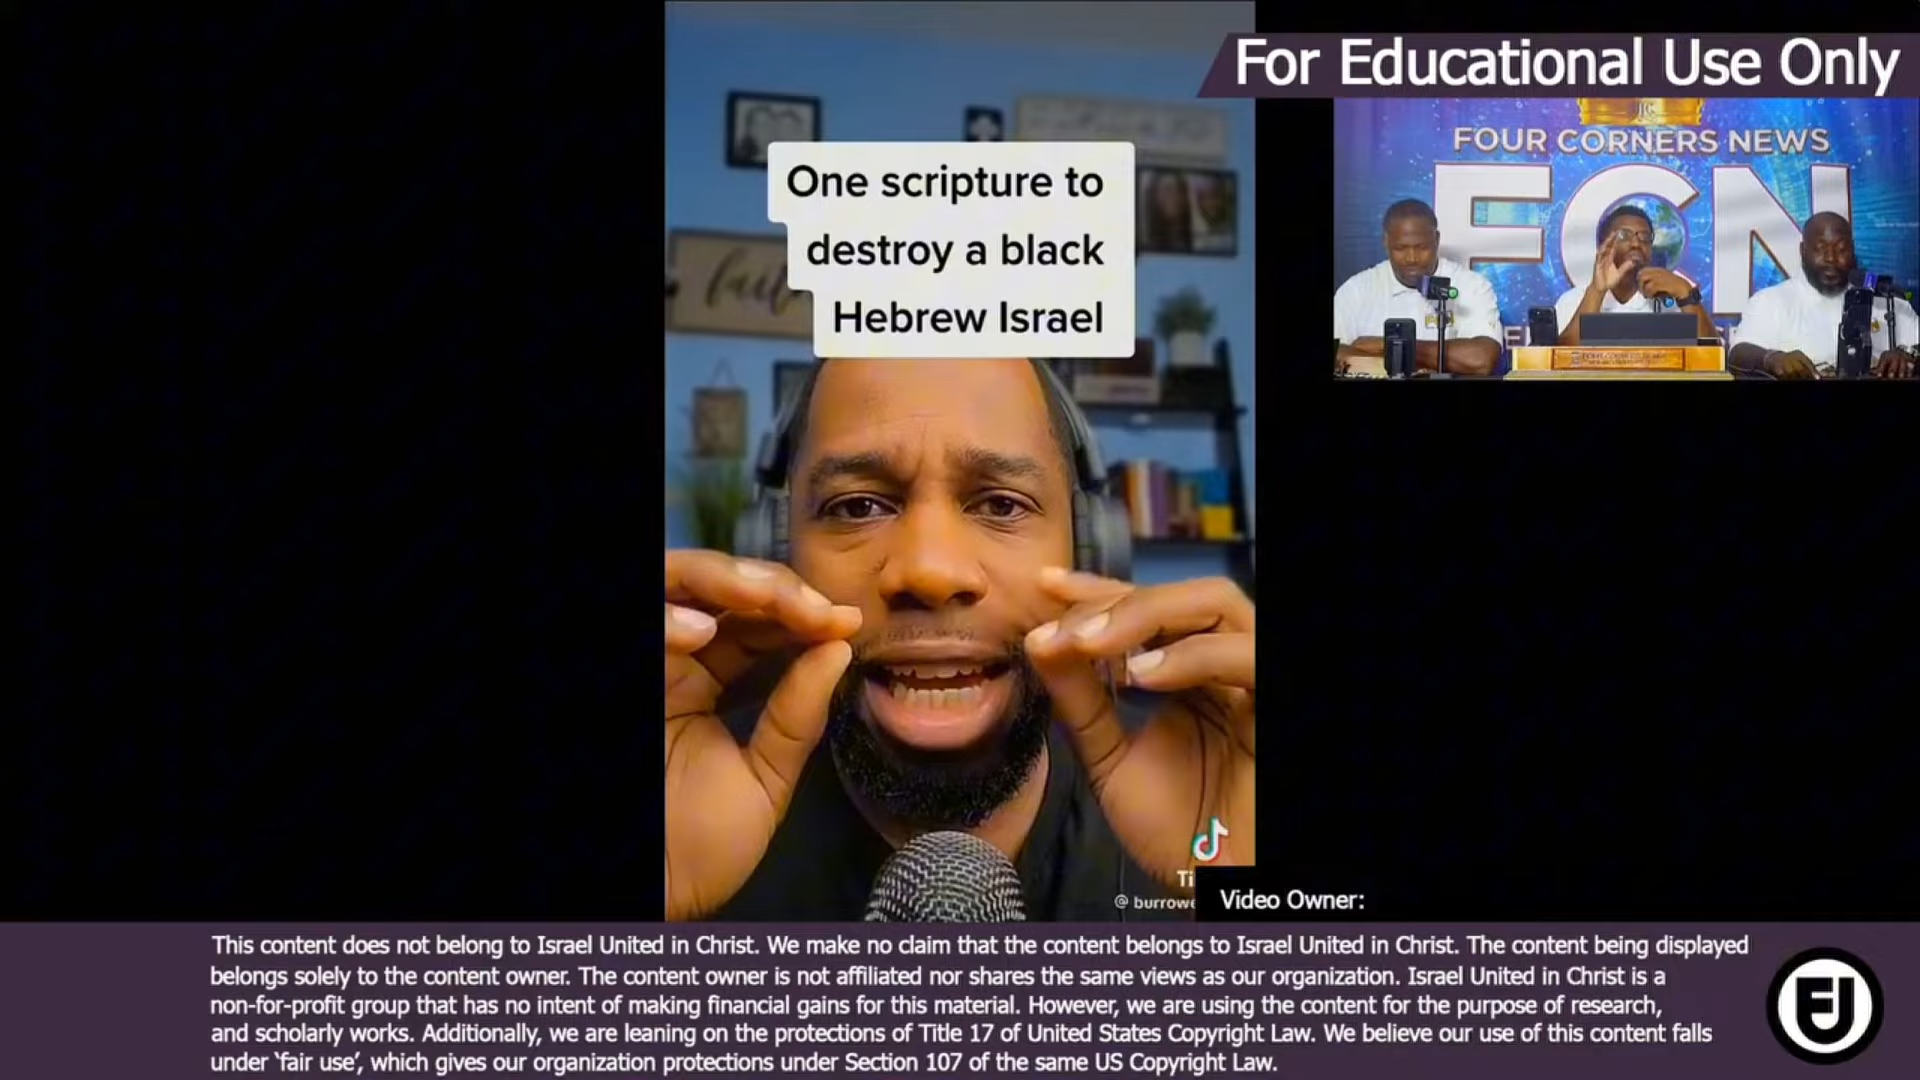 For Educational Use Only
FOUR CORNERS NEWS
FCN
One scripture to
destroy a black
Hebrew Israel
faith
@ burrowe
Video Owner:
This content does not belong to Israel United in Christ. We make no claim that the content belongs to Israel United in Christ. The content being displayed
belongs solely to the content owner. The content owner is not affiliated nor shares the same views as our organization. Israel United in Christ is a
non-for-profit group that has no intent of making financial gains for this material. However, we are using the content for the purpose of research,
and scholarly works. Additionally, we are leaning on the protections of Title 17 of United States Copyright Law. We believe our use of this content falls
under ‘fair use’, which gives our organization protections under Section 107 of the same US Copyright Law.